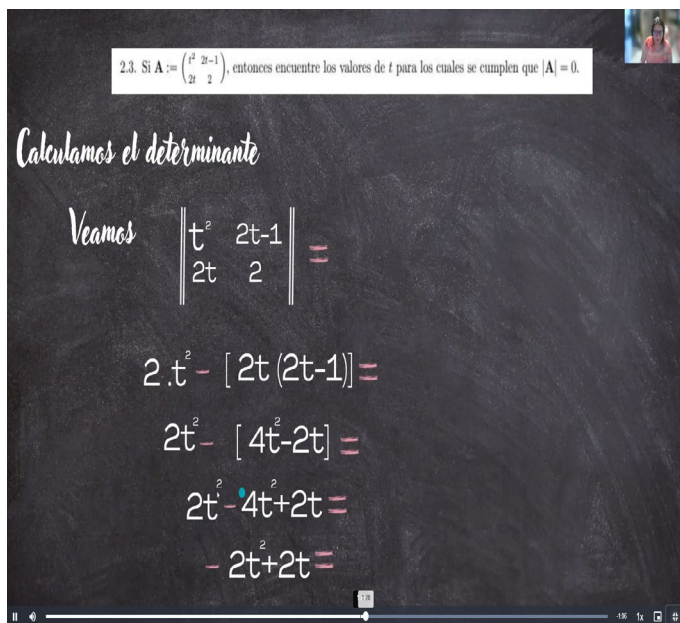 2.3. Si A := ( t² 2t−1 ; 2t 2 ), entonces encuentre los valores de t para los cuales se cumplen que |A| = 0.
Calculamos el determinante
Veamos
t² 2t-1 =
2t 2
2 .t² - [ 2t (2t-1)] =
2t² - [ 4t²-2t] =
2t² - 4t²+2t =
- 2t²+2t =
1x